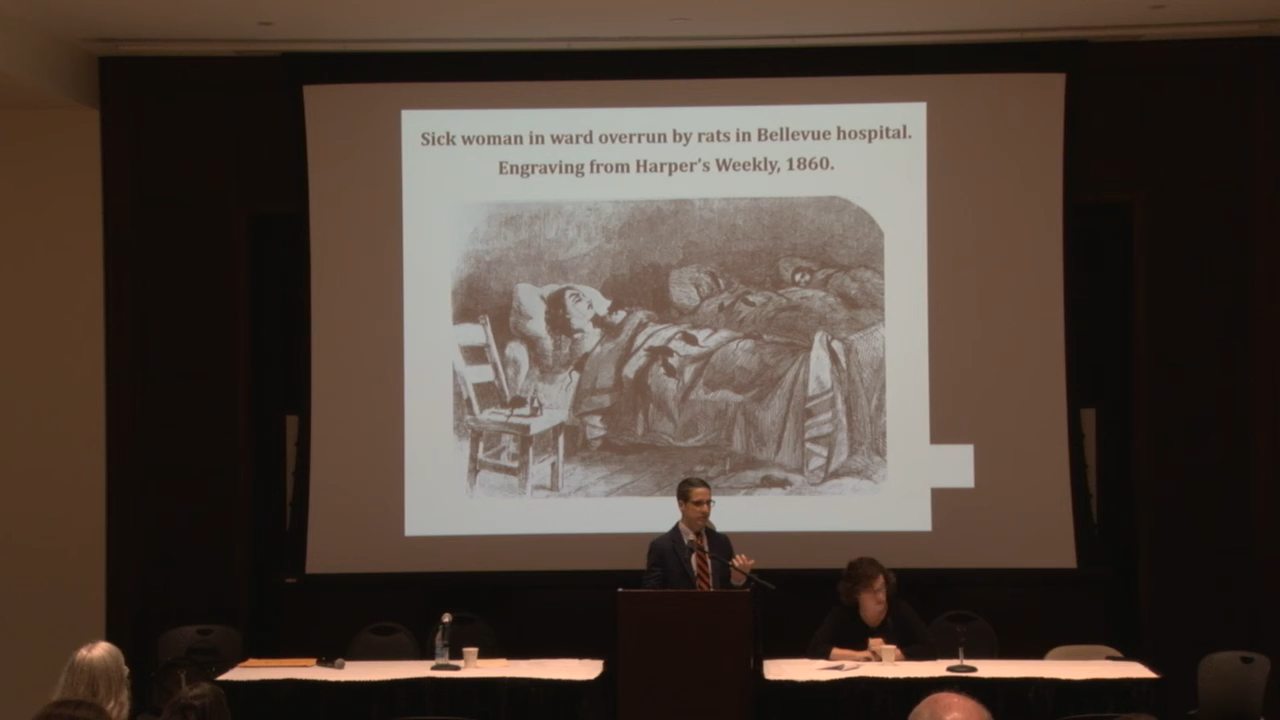 Sick woman in ward overrun by rats in Bellevue hospital.
Engraving from Harper's Weekly, 1860.